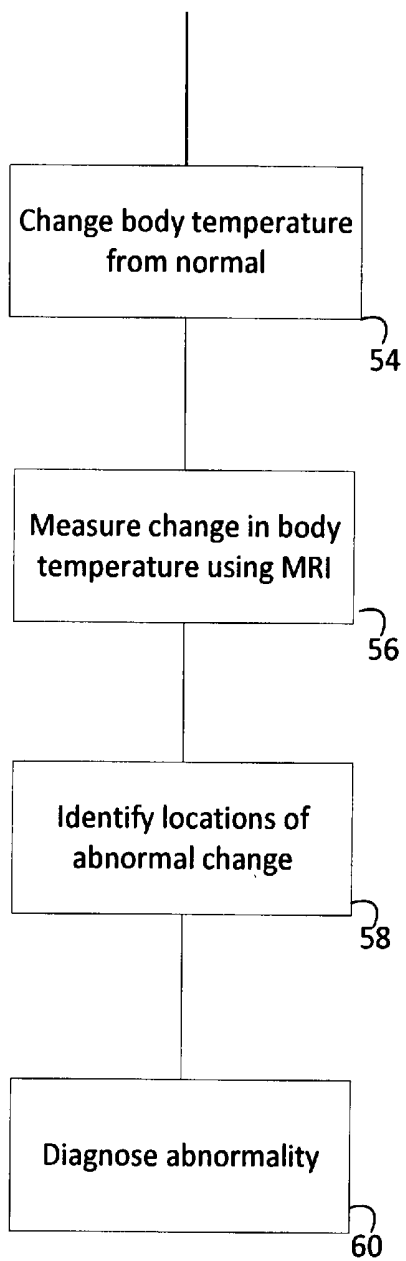 Change body temperature
from normal
54
Measure change in body
temperature using MRI
56
Identify locations of
abnormal change
58
Diagnose abnormality
60